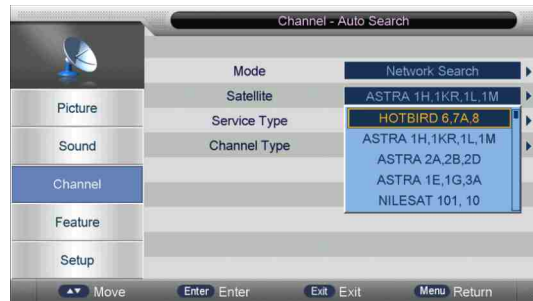 Channel - Auto Search
Mode
Network Search
Satellite
ASTRA 1H,1KR,1L,1M
Service Type
Channel Type
HOTBIRD 6,7A,8
ASTRA 1H,1KR,1L,1M
ASTRA 2A,2B,2D
ASTRA 1E,1G,3A
NILESAT 101, 10
Picture
Sound
Channel
Feature
Setup
Move
Enter Enter
Exit Exit
Menu Return